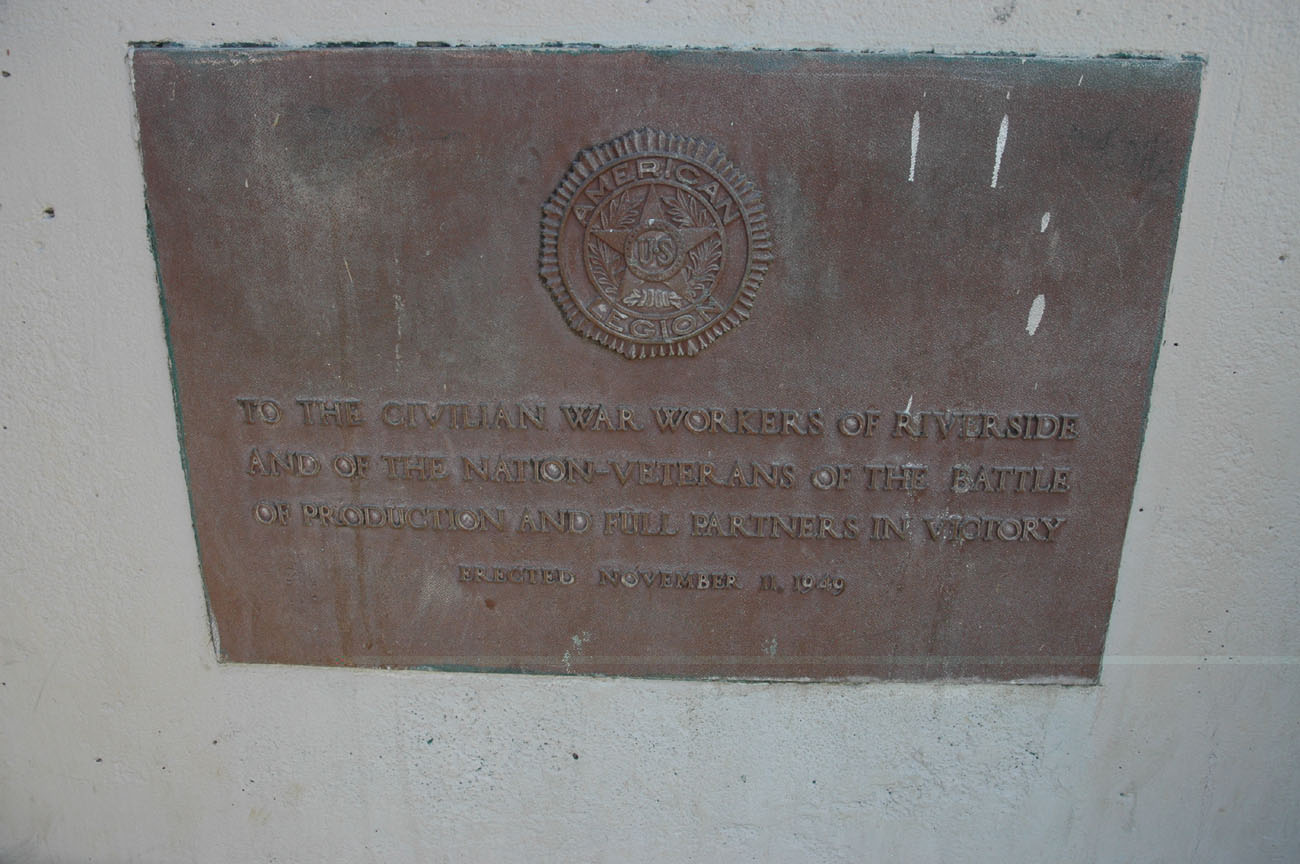 AMERICAN
U.S
LEGION
TO THE CIVILIAN WAR WORKERS OF RIVERSIDE
AND OF THE NATION-VETERANS OF THE BATTLE
OF PRODUCTION AND FULL PARTNERS IN VICTORY
ERECTED NOVEMBER 11, 1949